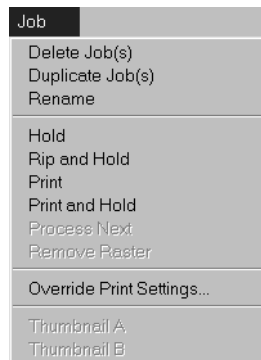 Job
Delete Job(s)
Duplicate Job(s)
Rename
Hold
Rip and Hold
Print
Print and Hold
Process Next
Remove Raster
Override Print Settings...
Thumbnail A
Thumbnail B